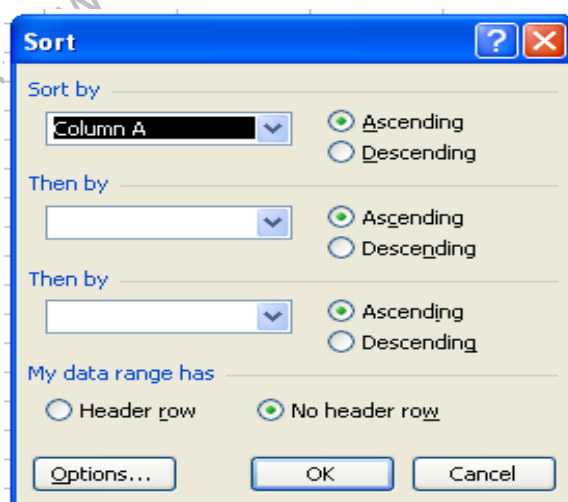 Sort
Sort by
Column A
Ascending
Descending
Then by
Ascending
Descending
Then by
Ascending
Descending
My data range has
Header row
No header row
Options...
OK
Cancel